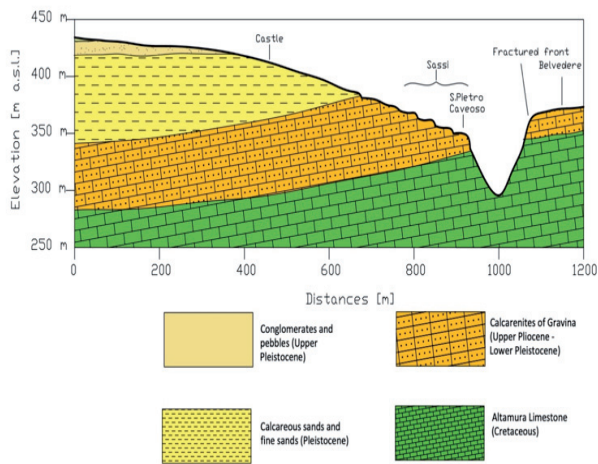 450 m
400 m
350 m
300 m
250 m
Elevation [m a.s.l.]
Castle
Sassi
S.Pietro
Caveoso
Fractured front
Belvedere
0
200
400
600
800
1000
1200
Distances [m]
Conglomerates and
pebbles (Upper
Pleistocene)
Calcarenites of Gravina
(Upper Pliocene -
Lower Pleistocene)
Calcareous sands and
fine sands (Pleistocene)
Altamura Limestone
(Cretaceous)